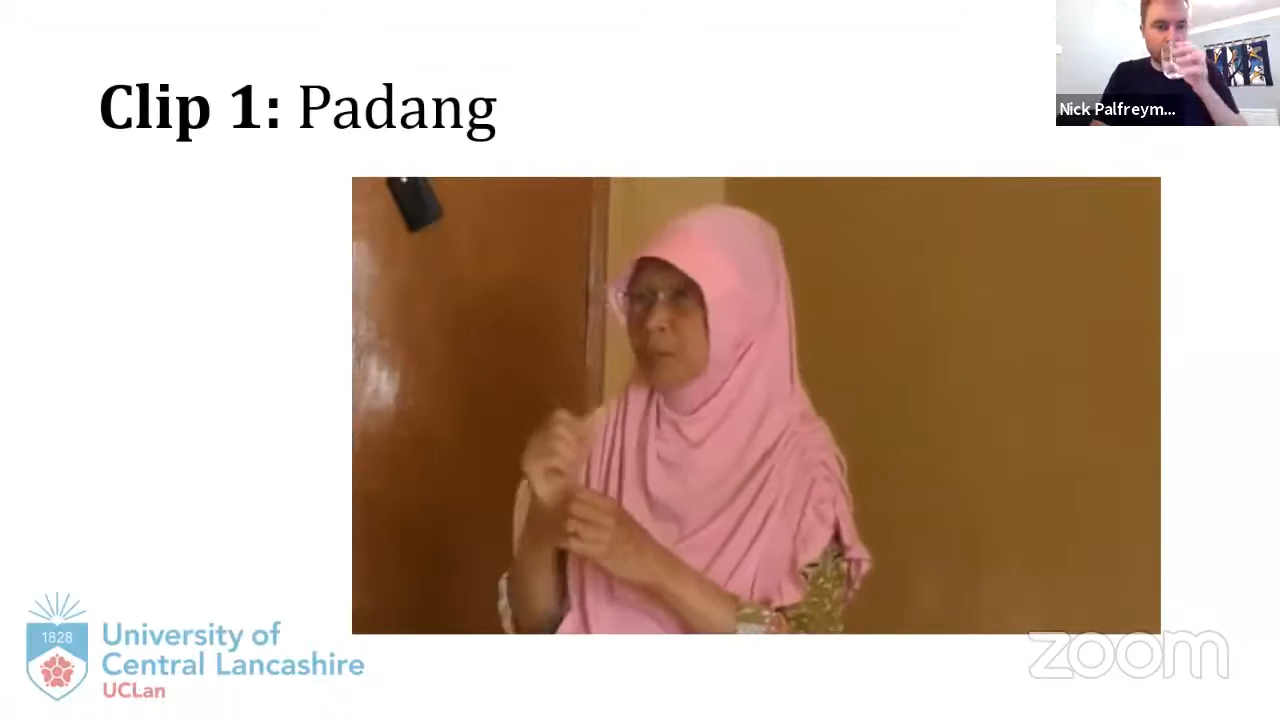 Clip 1: Padang
Nick Palfreym...
1828
University of
Central Lancashire
UCLan
zoom